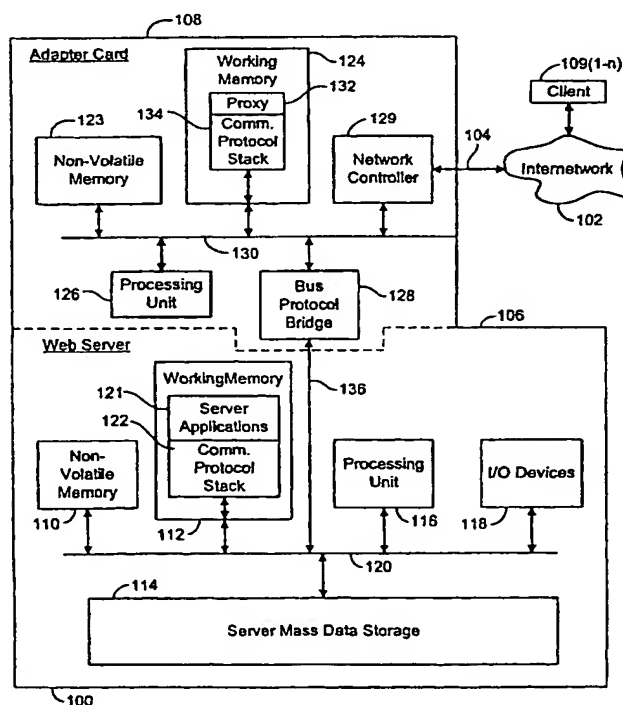 108
Adapter Card
124
Working
Memory
132
Proxy
134
Comm.
Protocol
Stack
123
Non-Volatile
Memory
129
Network
Controller
109(1-n)
Client
104
Internetwork
102
130
126
Processing
Unit
Bus
Protocol
Bridge
128
106
Web Server
136
WorkingMemory
121
Server
Applications
122
Comm.
Protocol
Stack
Non-
Volatile
Memory
110
112
Processing
Unit
116
I/O Devices
118
120
114
Server Mass Data Storage
100